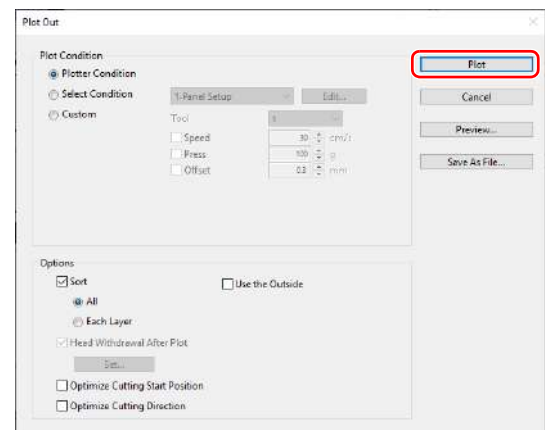 Plot Out
Plot Condition
Plotter Condition
Select Condition
1-Panel Setup
Edit...
Custom
Tool
1
Speed
30
cm/s
Press
100
g
Offset
0.3
mm
Plot
Cancel
Preview...
Save As File...
Options
Sort
Use the Outside
All
Each Layer
Head Withdrawal After Plot
Set...
Optimize Cutting Start Position
Optimize Cutting Direction